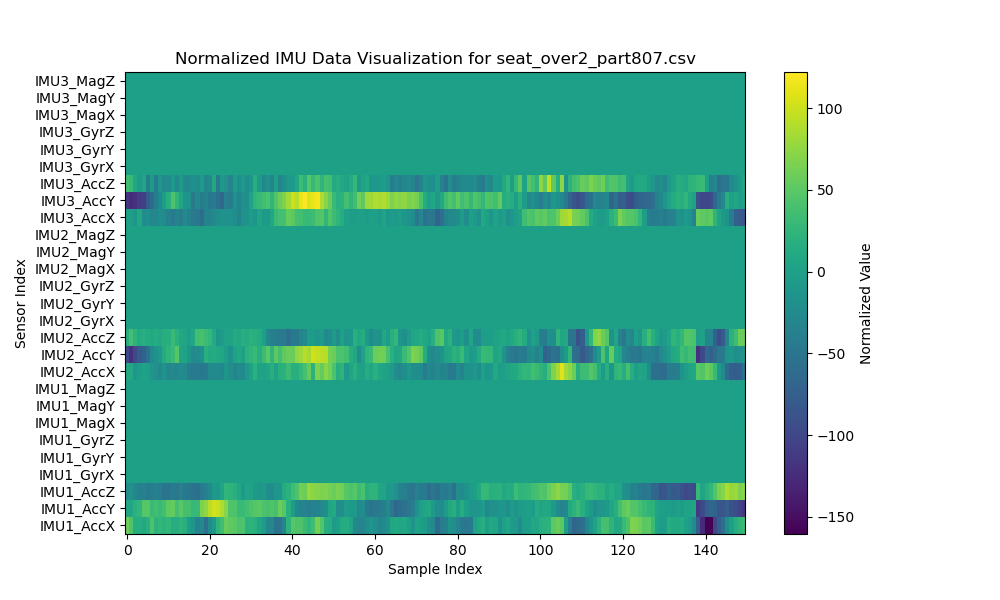 Normalized IMU Data Visualization for seat_over2_part807.csv
IMU3_MagZ
IMU3_MagY
IMU3_MagX
IMU3_GyrZ
IMU3_GyrY
IMU3_GyrX
IMU3_AccZ
IMU3_AccY
IMU3_AccX
IMU2_MagZ
IMU2_MagY
IMU2_MagX
IMU2_GyrZ
IMU2_GyrY
IMU2_GyrX
IMU2_AccZ
IMU2_AccY
IMU2_AccX
IMU1_MagZ
IMU1_MagY
IMU1_MagX
IMU1_GyrZ
IMU1_GyrY
IMU1_GyrX
IMU1_AccZ
IMU1_AccY
IMU1_AccX
Sensor Index
0 20 40 60 80 100 120 140
Sample Index
100
50
0
−50
−100
−150
Normalized Value